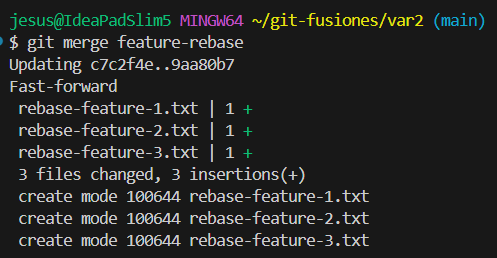 jesus@IdeaPadSlim5 MINGW64 ~/git-fusiones/var2 (main)
$ git merge feature-rebase
Updating c7c2f4e..9aa80b7
Fast-forward
 rebase-feature-1.txt | 1 +
 rebase-feature-2.txt | 1 +
 rebase-feature-3.txt | 1 +
 3 files changed, 3 insertions(+)
 create mode 100644 rebase-feature-1.txt
 create mode 100644 rebase-feature-2.txt
 create mode 100644 rebase-feature-3.txt